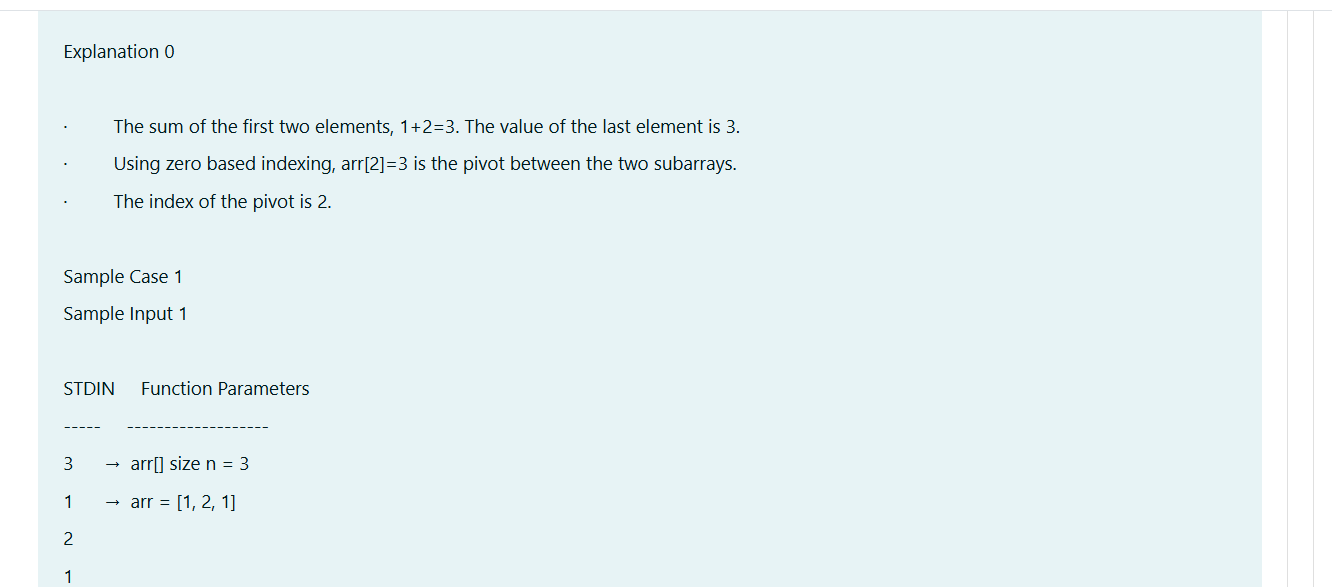 Explanation 0
· The sum of the first two elements, 1+2=3. The value of the last element is 3.
· Using zero based indexing, arr[2]=3 is the pivot between the two subarrays.
· The index of the pivot is 2.
Sample Case 1
Sample Input 1
STDIN Function Parameters
----- -------------------
3 → arr[] size n = 3
1 → arr = [1, 2, 1]
2
1